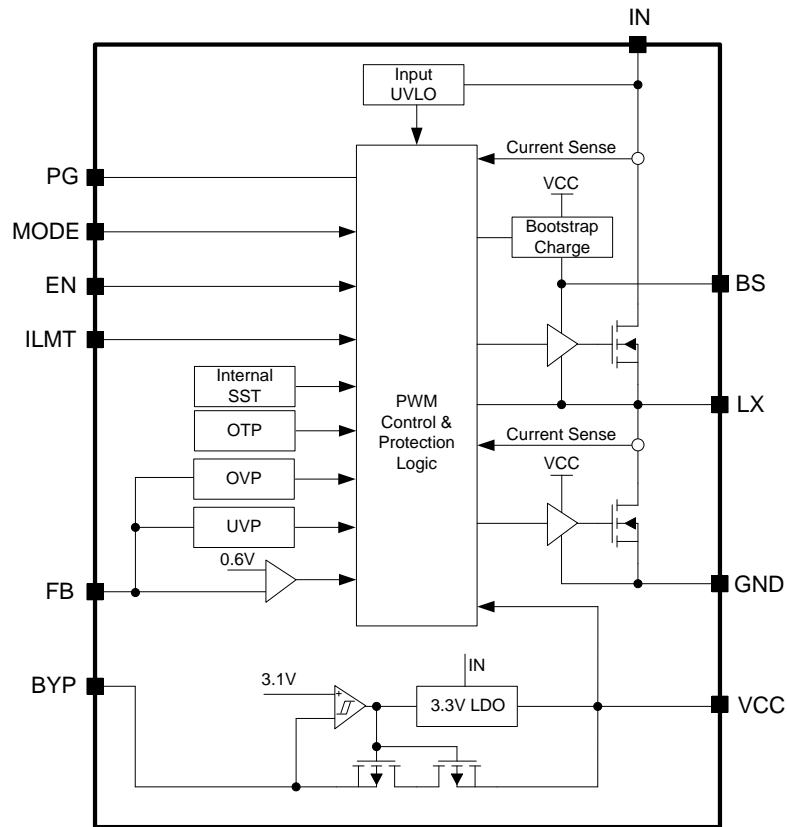 IN
Input
UVLO
Current Sense
PG
VCC
MODE
Bootstrap
Charge
EN
BS
ILMT
Internal
SST
PWM
Control &
Protection
Logic
LX
OTP
Current Sense
OVP
VCC
UVP
0.6V
FB
GND
BYP
3.1V
+
IN
3.3V LDO
VCC